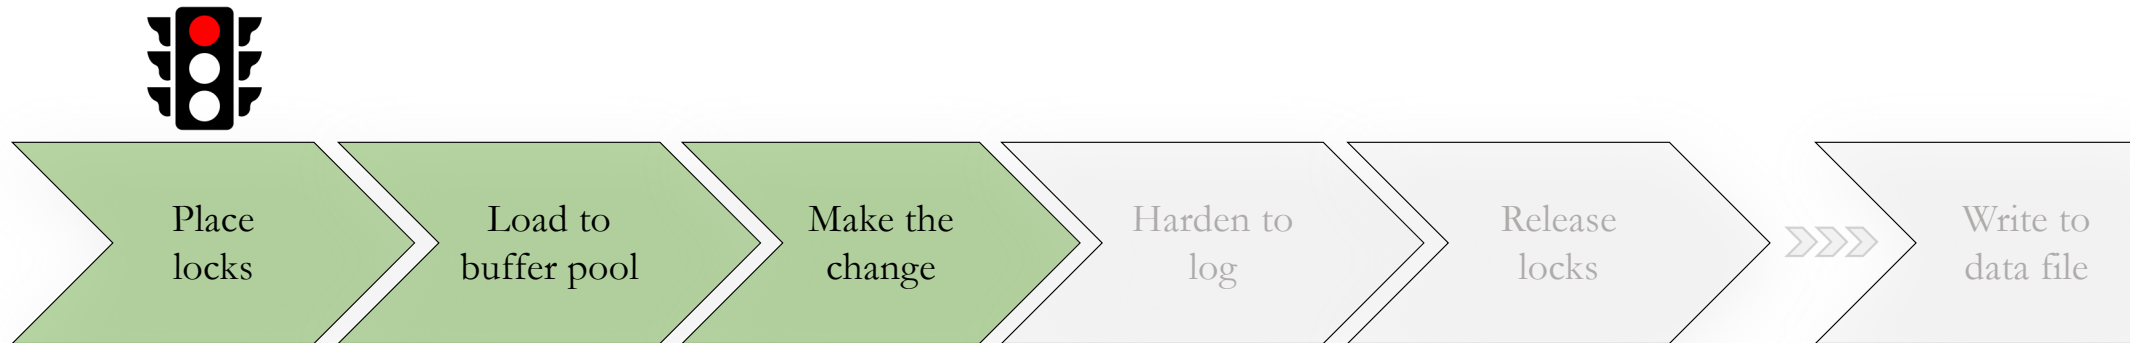 Place
locks
Load to
buffer pool
Make the
change
Harden to
log
Release
locks
Write to
data file